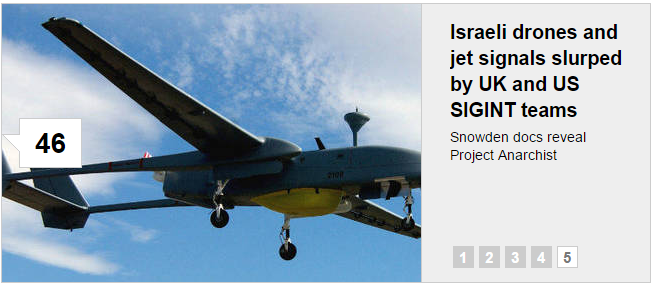 46
Israeli drones and
jet signals slurped
by UK and US
SIGINT teams
Snowden docs reveal
Project Anarchist
1 2 3 4 5